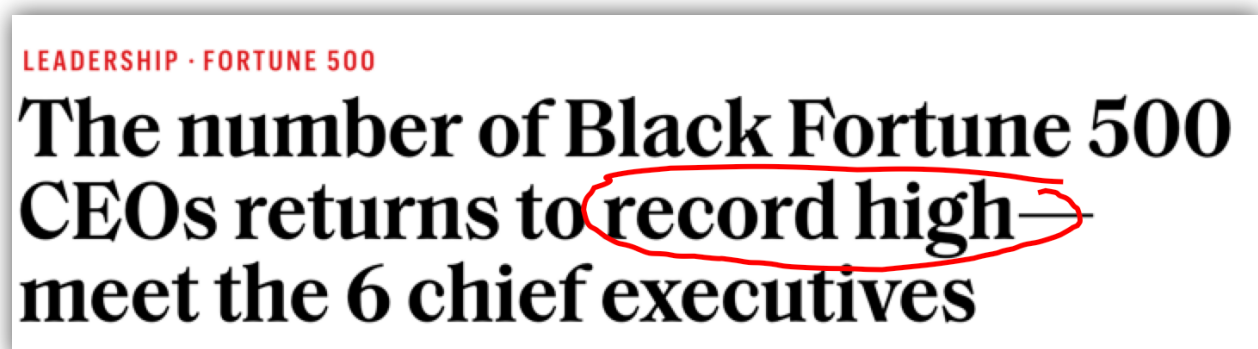 LEADERSHIP · FORTUNE 500
The number of Black Fortune 500
CEOs returns to record high—
meet the 6 chief executives